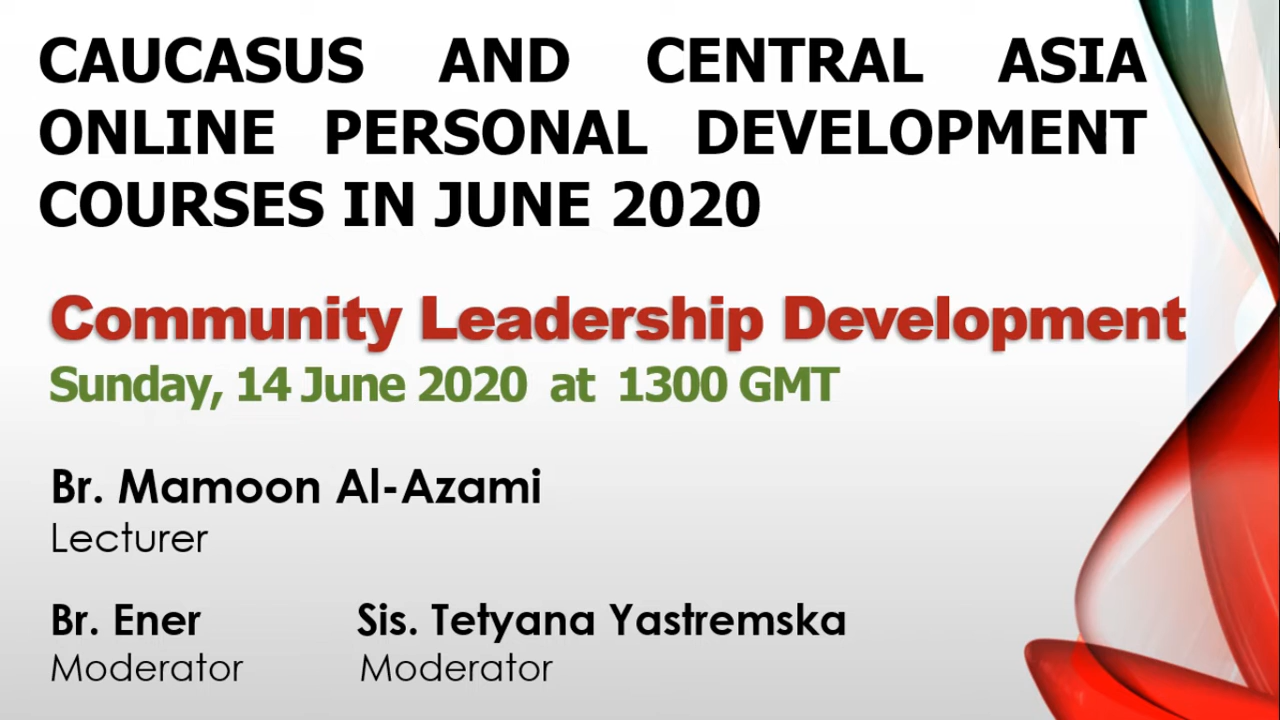 CAUCASUS AND CENTRAL ASIA
ONLINE PERSONAL DEVELOPMENT
COURSES IN JUNE 2020
Community Leadership Development
Sunday, 14 June 2020 at 1300 GMT
Br. Mamoon Al-Azami
Lecturer
Br. Ener Sis. Tetyana Yastremska
Moderator Moderator